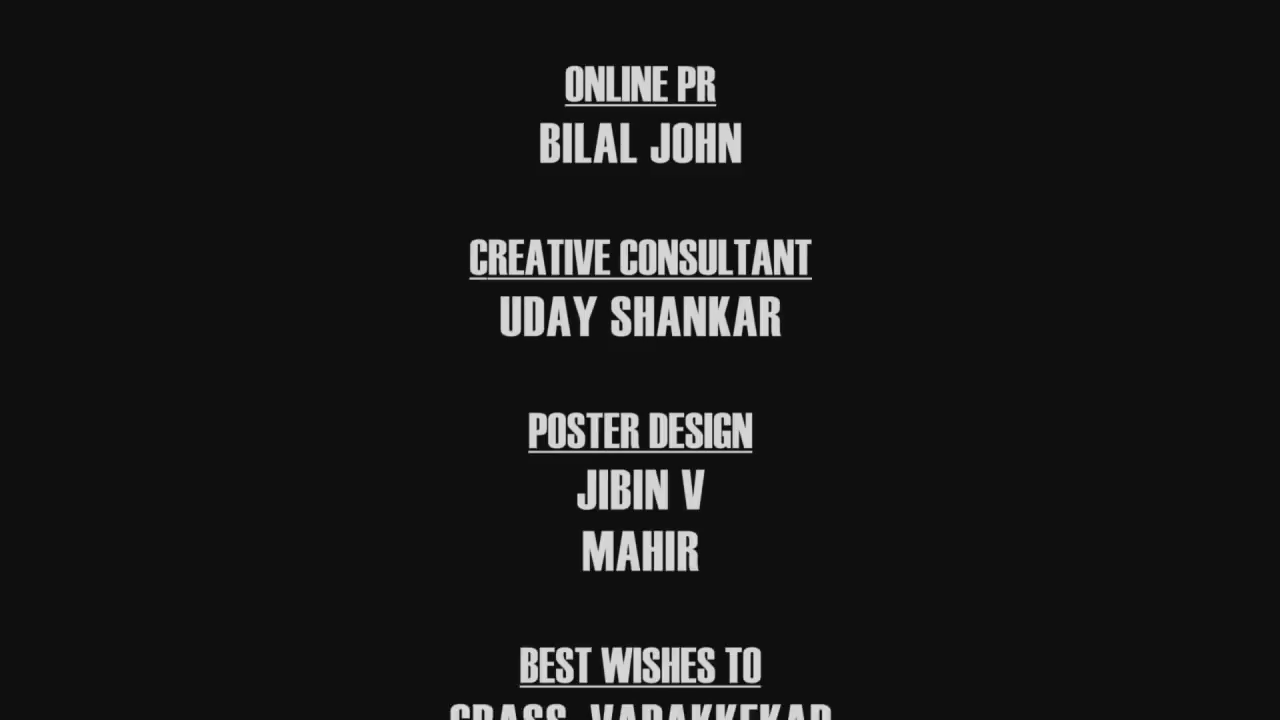 ONLINE PR
BILAL JOHN
CREATIVE CONSULTANT
UDAY SHANKAR
POSTER DESIGN
JIBIN V
MAHIR
BEST WISHES TO